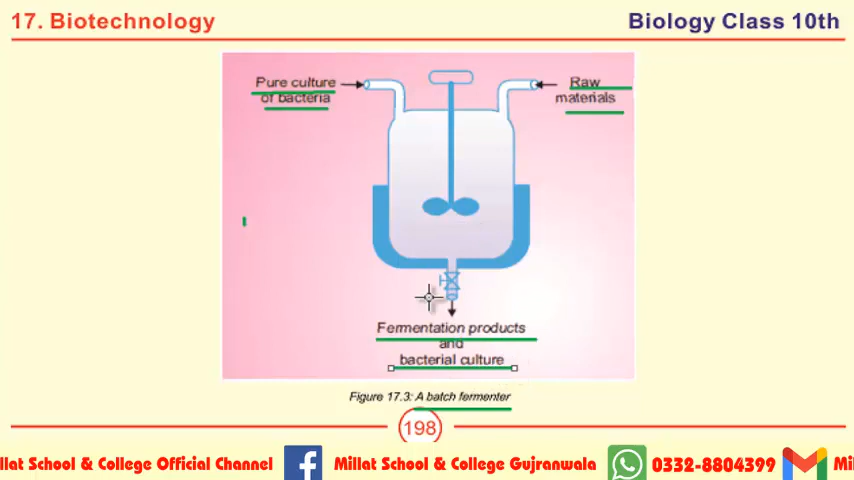 17. Biotechnology
Biology Class 10th
Pure culture
of bacteria
Raw
materials
Fermentation products
and
bacterial culture
Figure 17.3: A batch fermenter
198
llat School & College Official Channel
Millat School & College Gujranwala
0332-8804399
Mi